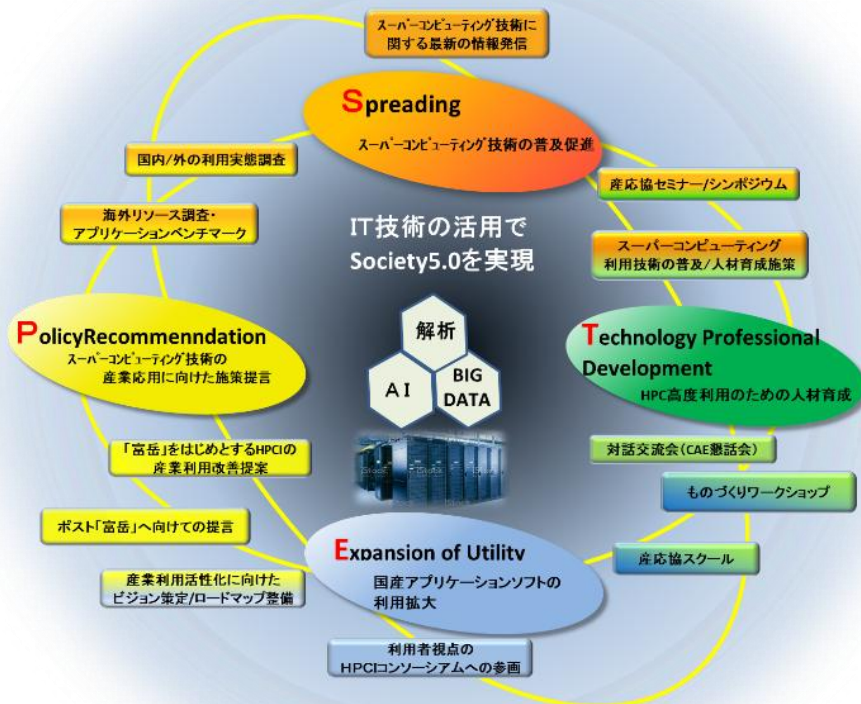 スーパーコンピューティング技術に
関する最新の情報発信
Spreading
スーパーコンピューティング技術の普及促進
国内/外の利用実態調査
海外リソース調査・
アプリケーションベンチマーク
産応協セミナー/シンポジウム
スーパーコンピューティング
利用技術の普及/人材育成施策
IT技術の活用で
Society5.0を実現
PolicyRecommenndation
スーパーコンピューティング技術の
産業応用に向けた施策提言
解析
AI
BIG
DATA
iStock
Technology Professional
Development
HPC高度利用のための人材育成
「富岳」をはじめとするHPCIの
産業利用改善提案
ポスト「富岳」へ向けての提言
産業利用活性化に向けた
ビジョン策定/ロードマップ整備
対話交流会(CAE懇話会)
ものづくりワークショップ
産応協スクール
Expansion of Utility
国産アプリケーションソフトの
利用拡大
利用者視点の
HPCIコンソーシアムへの参画